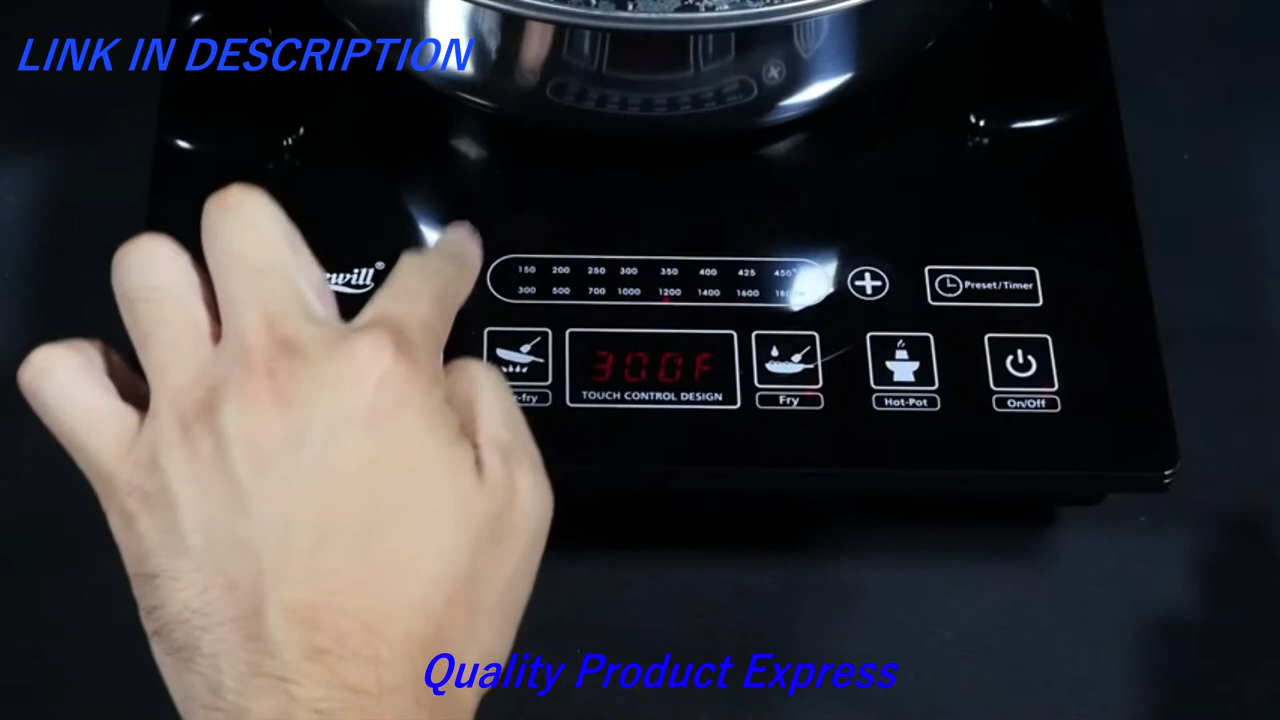 LINK IN DESCRIPTION
150 200 250 300 350 400 425
300 500 700 1000 1200 1400 1600
Preset/Timer
300F
TOUCH CONTROL DESIGN
Fry
Hot-Pot
On/Off
Quality Product Express